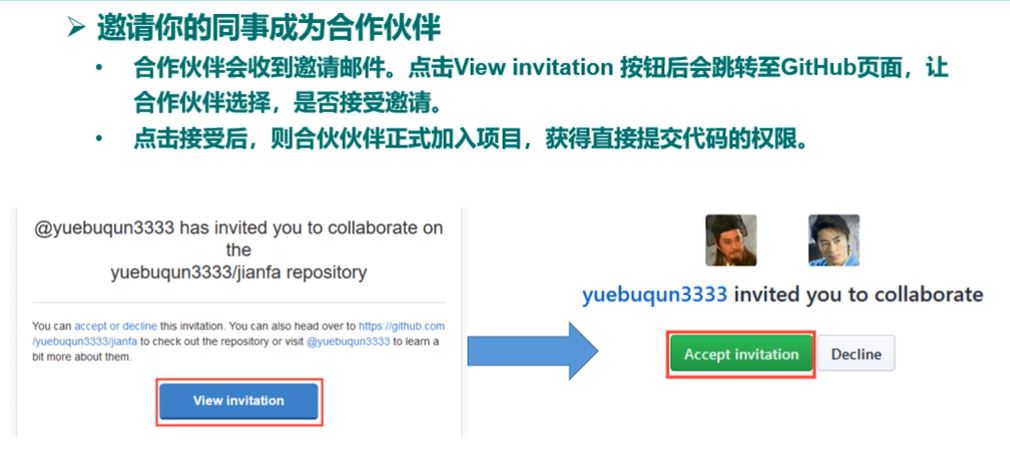 ➢ 邀请你的同事成为合作伙伴
• 合作伙伴会收到邀请邮件。点击View invitation 按钮后会跳转至GitHub页面，让
合作伙伴选择，是否接受邀请。
• 点击接受后，则合伙伙伴正式加入项目，获得直接提交代码的权限。
@yuebuqun3333 has invited you to collaborate on
the
yuebuqun3333/jianfa repository
You can accept or decline this invitation. You can also head over to https://github.com
/yuebuqun3333/jianfa to check out the repository or visit @yuebuqun3333 to learn a
bit more about them.
View invitation
yuebuqun3333 invited you to collaborate
Accept invitation
Decline